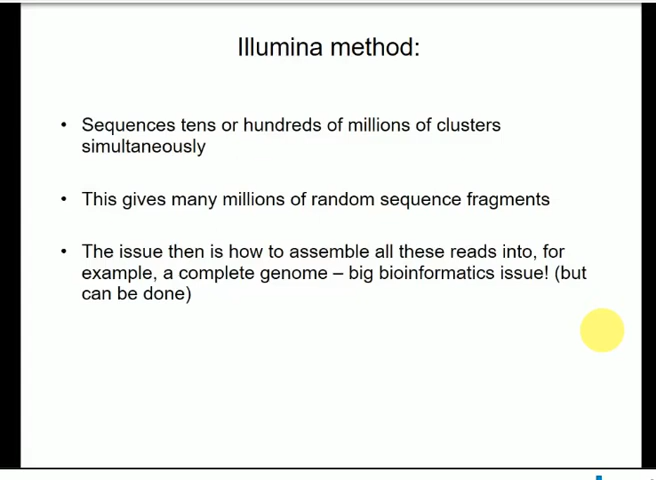 Illumina method:
• Sequences tens or hundreds of millions of clusters
simultaneously
• This gives many millions of random sequence fragments
• The issue then is how to assemble all these reads into, for
example, a complete genome – big bioinformatics issue! (but
can be done)